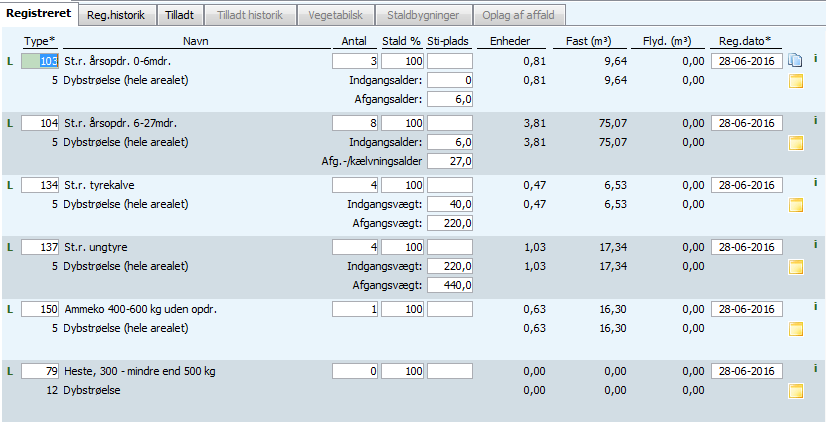 Registreret Reg.historik Tilladt Tilladt historik Vegetabilsk Staldbygninger Oplag af affald
Type* Navn Antal Stald % Sti-plads Enheder Fast (m³) Flyd. (m³) Reg.dato*
L 103 St.r. årsopdr. 0-6mdr. 3 100 0,81 9,64 0,00 28-06-2016 i
5 Dybstrøelse (hele arealet) Indgangsalder: 0 0,81 9,64 0,00
Afgangsalder: 6,0
L 104 St.r. årsopdr. 6-27mdr. 8 100 3,81 75,07 0,00 28-06-2016 i
5 Dybstrøelse (hele arealet) Indgangsalder: 6,0 3,81 75,07 0,00
Afg.-/kælvningsalder 27,0
L 134 St.r. tyrekalve 4 100 0,47 6,53 0,00 28-06-2016 i
5 Dybstrøelse (hele arealet) Indgangsvægt: 40,0 0,47 6,53 0,00
Afgangsvægt: 220,0
L 137 St.r. ungtyre 4 100 1,03 17,34 0,00 28-06-2016 i
5 Dybstrøelse (hele arealet) Indgangsvægt: 220,0 1,03 17,34 0,00
Afgangsvægt: 440,0
L 150 Ammeko 400-600 kg uden opdr. 1 100 0,63 16,30 0,00 28-06-2016 i
5 Dybstrøelse (hele arealet) 0,63 16,30 0,00
L 79 Heste, 300 - mindre end 500 kg 0 100 0,00 0,00 0,00 28-06-2016 i
12 Dybstrøelse 0,00 0,00 0,00